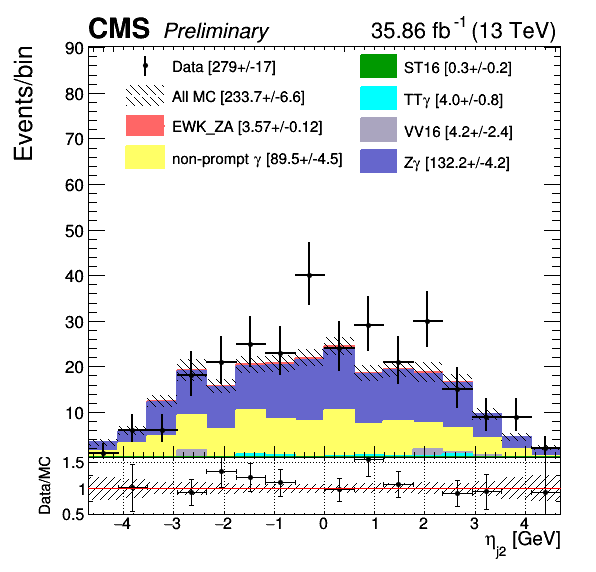 CMS Preliminary 35.86 fb⁻¹ (13 TeV)
Events/bin
90
80
70
60
50
40
30
20
10
Data [279+/-17]
All MC [233.7+/-6.6]
EWK_ZA [3.57+/-0.12]
non-prompt γ [89.5+/-4.5]
ST16 [0.3+/-0.2]
TTγ [4.0+/-0.8]
VV16 [4.2+/-2.4]
Zγ [132.2+/-4.2]
Data/MC
1.5
1
0.5
−4 −3 −2 −1 0 1 2 3 4
η_j2 [GeV]